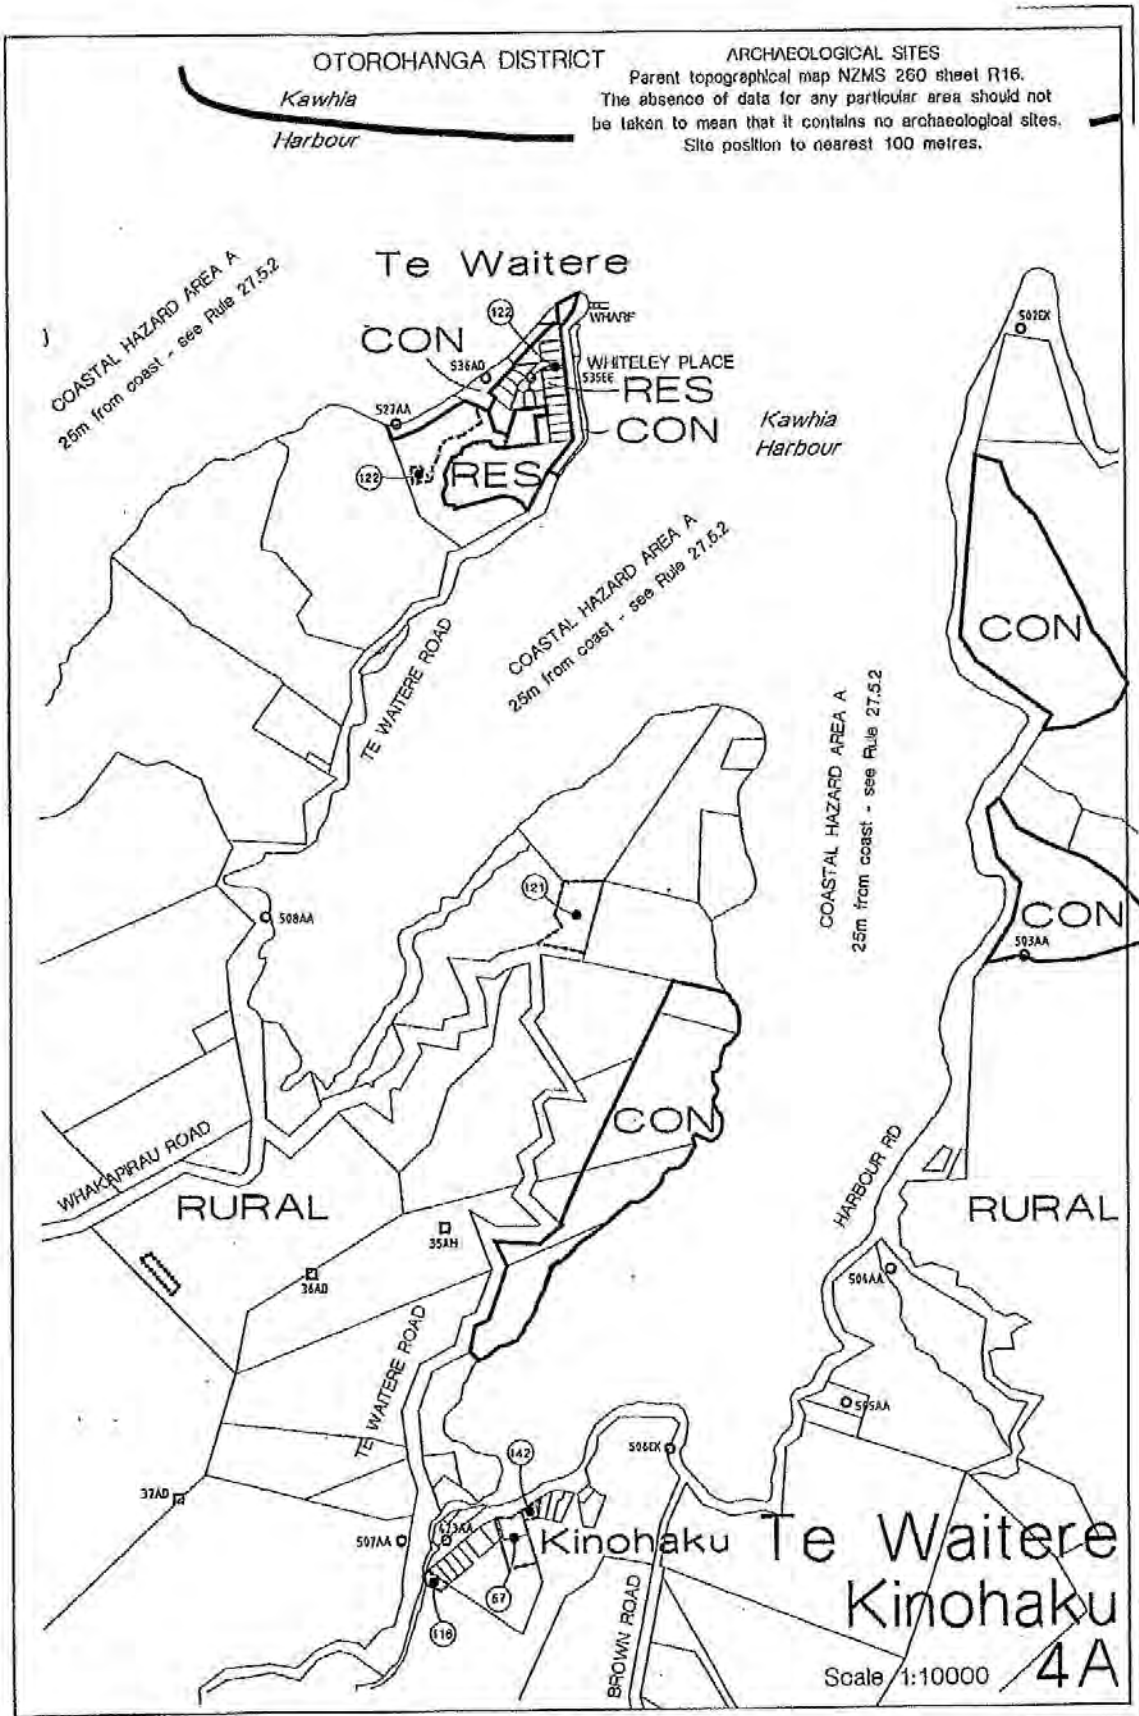 OTOROHANGA DISTRICT
Kawhia
Harbour
ARCHAEOLOGICAL SITES
Parent topographical map NZMS 260 sheet R16.
The absence of data for any particular area should not
be taken to mean that it contains no archaeological sites.
Site position to nearest 100 metres.
COASTAL HAZARD AREA A
25m from coast - see Rule 27.5.2
Te Waitere
122
WHARF
CON
536AD
WHITELEY PLACE
535EE
RES
CON
527AA
122
RES
Kawhia
Harbour
502EX
COASTAL HAZARD AREA A
25m from coast - see Rule 27.5.2
CON
TE WAITERE ROAD
COASTAL HAZARD AREA A
25m from coast - see Rule 27.5.2
121
508AA
CON
503AA
CON
WHAKAPIRAU ROAD
HARBOUR RD
RURAL
RURAL
35AH
36AD
504AA
TE WAITERE ROAD
505AA
142
506EX
37AD
507AA
473AA
Kinohaku
67
116
BROWN ROAD
Te Waitere
Kinohaku
Scale 1:10000
4A